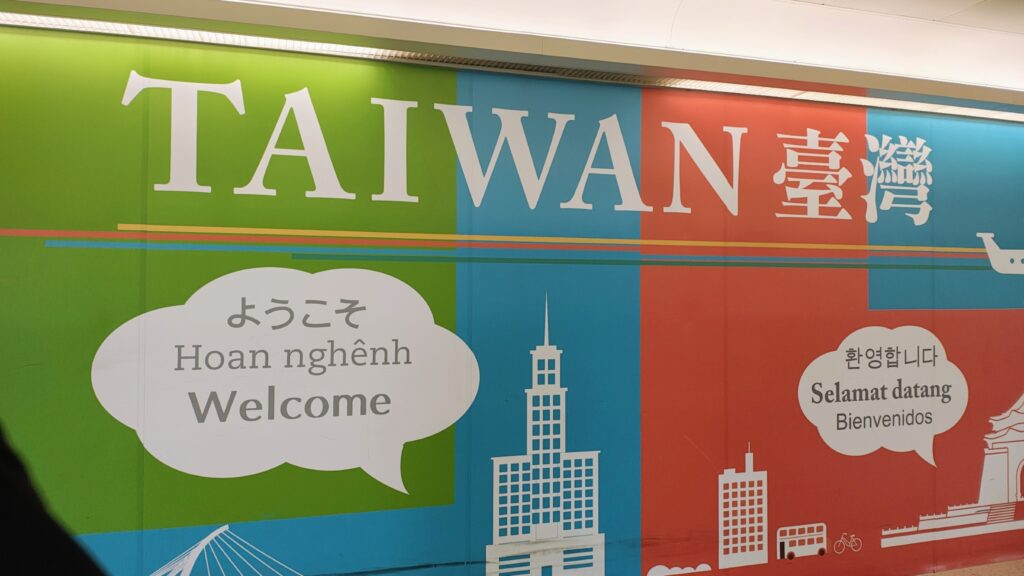 TAIWAN 臺灣
ようこそ
Hoan nghênh
Welcome
환영합니다
Selamat datang
Bienvenidos